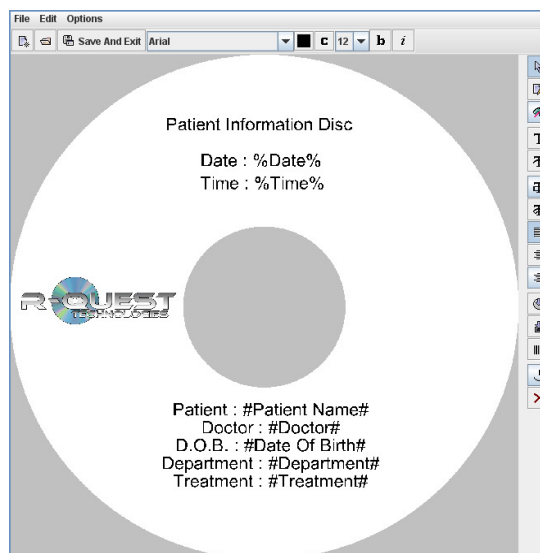 File Edit Options
Save And Exit Arial C 12 b i
Patient Information Disc
Date : %Date%
Time : %Time%
R-QUEST
TECHNOLOGIES
Patient : #Patient Name#
Doctor : #Doctor#
D.O.B. : #Date Of Birth#
Department : #Department#
Treatment : #Treatment#